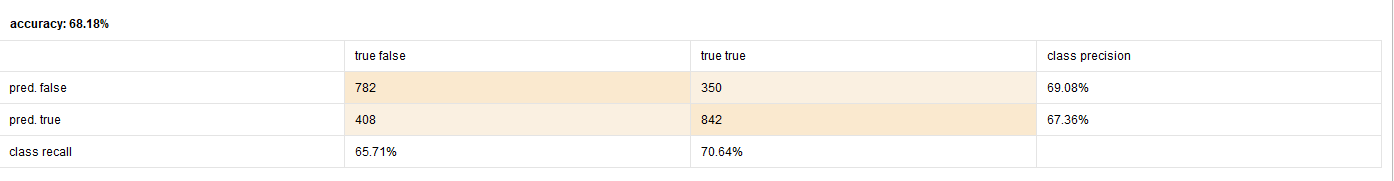 accuracy: 68.18%
true false true true class precision
pred. false 782 350 69.08%
pred. true 408 842 67.36%
class recall 65.71% 70.64%